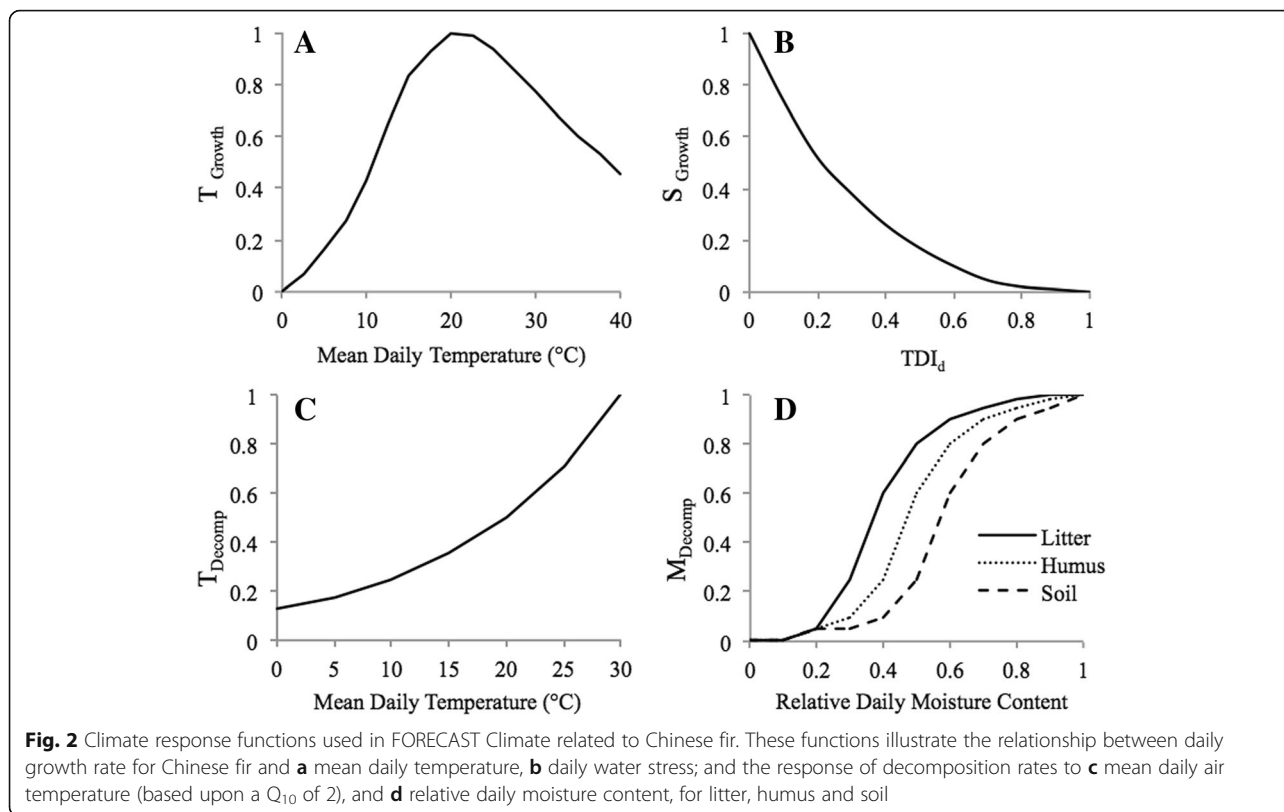 A
1
0.8
0.6
0.4
0.2
0
T Growth
0 10 20 30 40
Mean Daily Temperature (°C)
B
1
0.8
0.6
0.4
0.2
0
S Growth
0 0.2 0.4 0.6 0.8 1
TDId
C
1
0.8
0.6
0.4
0.2
0
TDecomp
0 5 10 15 20 25 30
Mean Daily Temperature (°C)
D
1
0.8
0.6
0.4
0.2
0
MDecomp
Litter
Humus
Soil
0 0.2 0.4 0.6 0.8 1
Relative Daily Moisture Content
Fig. 2 Climate response functions used in FORECAST Climate related to Chinese fir. These functions illustrate the relationship between daily
growth rate for Chinese fir and a mean daily temperature, b daily water stress; and the response of decomposition rates to c mean daily air
temperature (based upon a Q10 of 2), and d relative daily moisture content, for litter, humus and soil